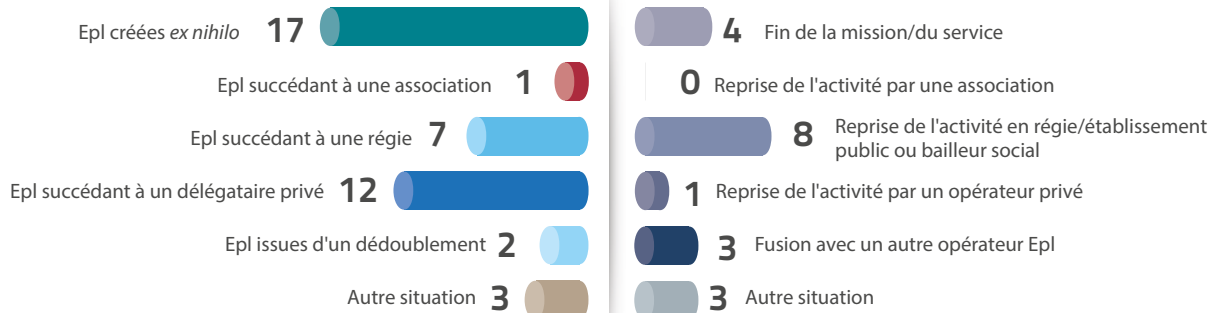 Epl créées ex nihilo 17
Epl succédant à une association 1
Epl succédant à une régie 7
Epl succédant à un délégataire privé 12
Epl issues d'un dédoublement 2
Autre situation 3
4 Fin de la mission/du service
0 Reprise de l'activité par une association
8 Reprise de l'activité en régie/établissement
public ou bailleur social
1 Reprise de l'activité par un opérateur privé
3 Fusion avec un autre opérateur Epl
3 Autre situation